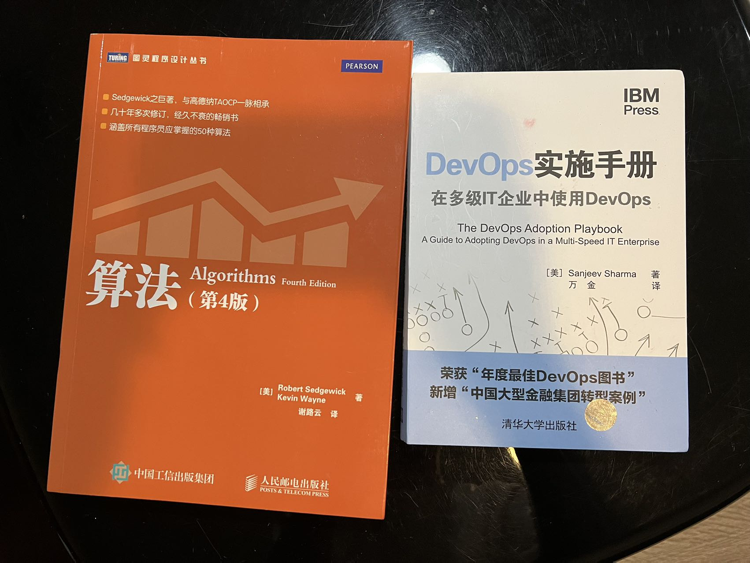 TURING 图灵程序设计丛书
PEARSON
Sedgewick之巨著，与高德纳TAOCP一脉相承
几十年多次修订，经久不衰的畅销书
涵盖所有程序员应掌握的50种算法
算法
Algorithms Fourth Edition
（第4版）
［美］ Robert Sedgewick
Kevin Wayne 著
谢路云 译
中国工信出版集团
人民邮电出版社
POSTS & TELECOM PRESS
IBM
Press
DevOps实施手册
在多级IT企业中使用DevOps
The DevOps Adoption Playbook
A Guide to Adopting DevOps in a Multi-Speed IT Enterprise
［美］ Sanjeev Sharma 著
万 金 译
荣获“年度最佳DevOps图书”
新增“中国大型金融集团转型案例”
清华大学出版社